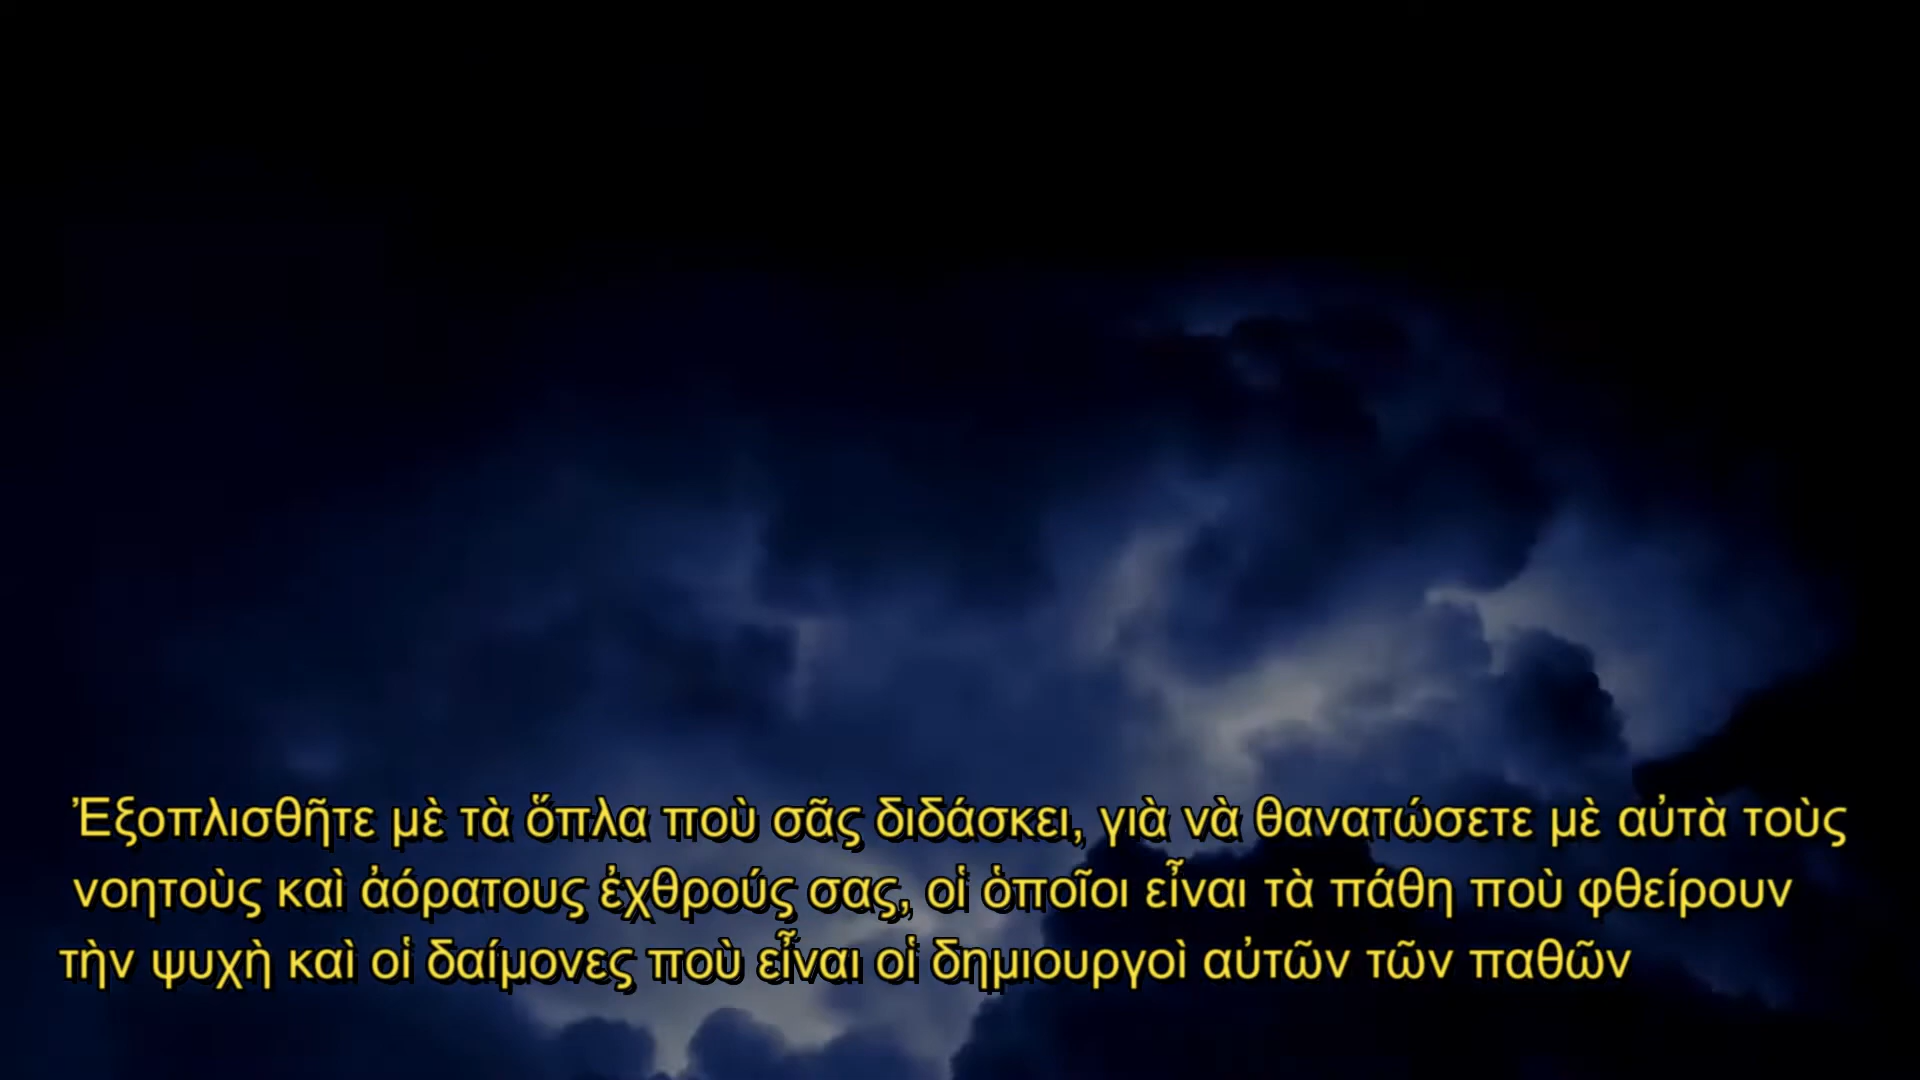 Ἐξοπλισθῆτε μὲ τὰ ὅπλα ποὺ σᾶς διδάσκει, γιὰ νὰ θανατώσετε μὲ αὐτὰ τοὺς
νοητοὺς καὶ ἀόρατους ἐχθρούς σας, οἱ ὁποῖοι εἶναι τὰ πάθη ποὺ φθείρουν
τὴν ψυχὴ καὶ οἱ δαίμονες ποὺ εἶναι οἱ δημιουργοὶ αὐτῶν τῶν παθῶν